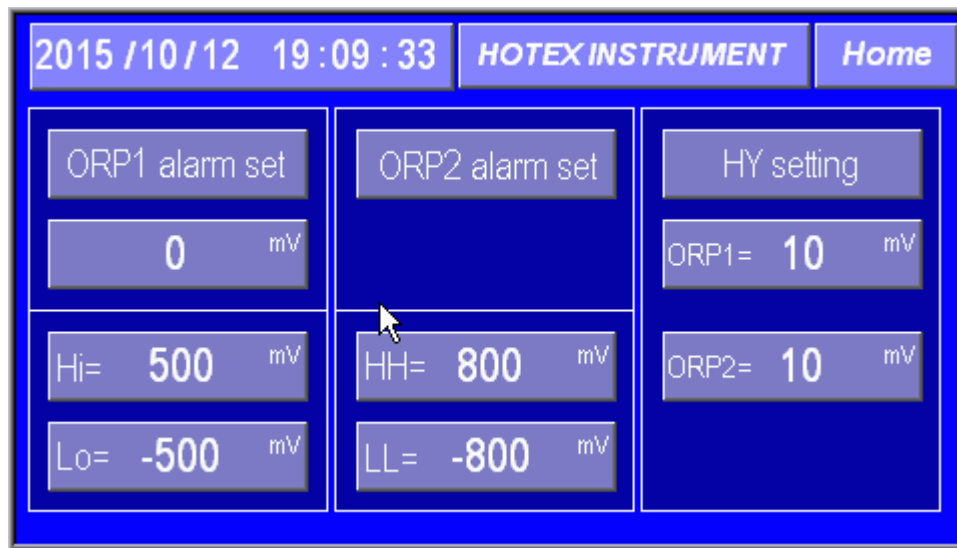 2015 /10/12 19:09:33 HOTEX INSTRUMENT Home
ORP1 alarm set ORP2 alarm set HY setting
0 mV ORP1= 10 mV
Hi= 500 mV HH= 800 mV ORP2= 10 mV
Lo= -500 mV LL= -800 mV